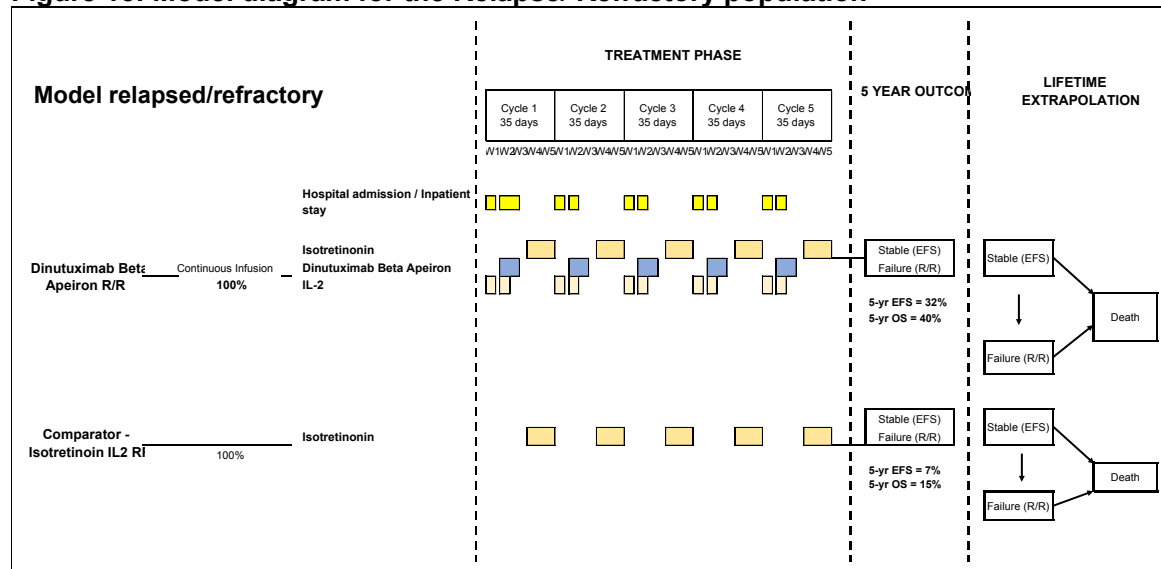 Figure 10: Model diagram for the Relapse/ Refractory population
TREATMENT PHASE
5 YEAR OUTCOM
LIFETIME
EXTRAPOLATION
Model relapsed/refractory
Cycle 1
35 days
Cycle 2
35 days
Cycle 3
35 days
Cycle 4
35 days
Cycle 5
35 days
W1W2W3W4W5W1W2W3W4W5W1W2W3W4W5W1W2W3W4W5W1W2W3W4W5
Hospital admission / Inpatient
stay
Isotretinonin
Dinutuximab Beta Apeiron
IL-2
Dinutuximab Beta
Apeiron R/R
Continuous Infusion
100%
Stable (EFS)
Failure (R/R)
5-yr EFS = 32%
5-yr OS = 40%
Stable (EFS)
Death
Failure (R/R)
Comparator -
Isotretinoin IL2 R
100%
Isotretinonin
Stable (EFS)
Failure (R/R)
5-yr EFS = 7%
5-yr OS = 15%
Stable (EFS)
Death
Failure (R/R)